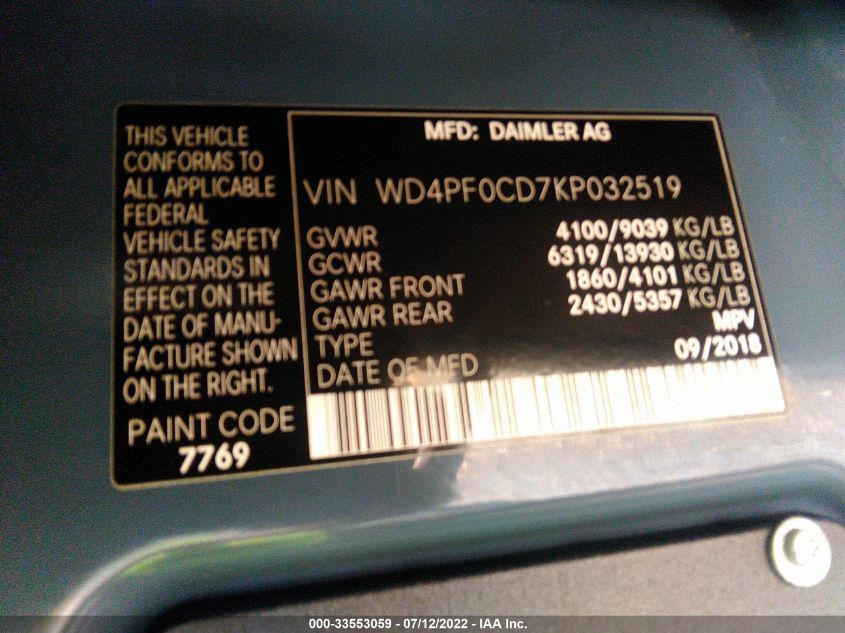 THIS VEHICLE
CONFORMS TO
ALL APPLICABLE
FEDERAL
VEHICLE SAFETY
STANDARDS IN
EFFECT ON THE
DATE OF MANU-
FACTURE SHOWN
ON THE RIGHT.
PAINT CODE
7769
MFD: DAIMLER AG
VIN WD4PF0CD7KP032519
GVWR 4100/9039 KG/LB
GCWR 6319/13930 KG/LB
GAWR FRONT 1860/4101 KG/LB
GAWR REAR 2430/5357 KG/LB
TYPE MPV
DATE OF MFD 09/2018
000-33553059 - 07/12/2022 - IAA Inc.